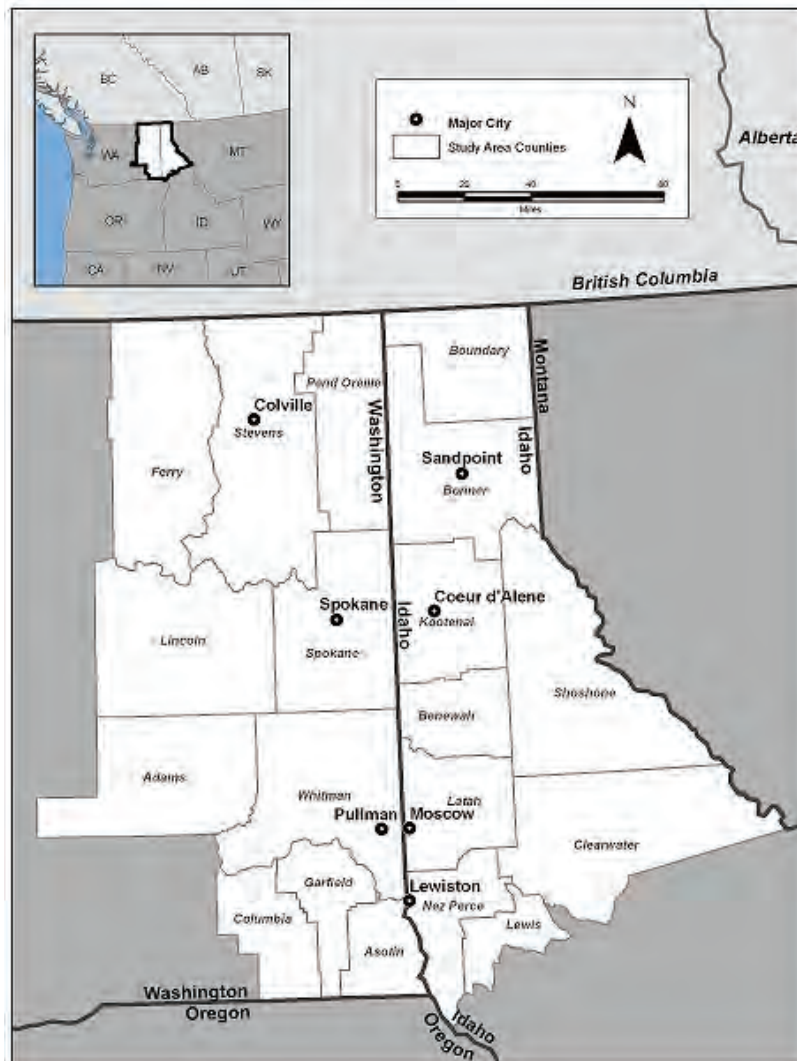 BC
AB
SK
WA
MT
OR
ID
WY
CA
NV
UT
Major City
Study Area Counties
N
0 20 40 80
Miles
Alberta
British Columbia
Boundary
Montana
Idaho
Pend Oreille
Washington
Idaho
Colville
Stevens
Ferry
Sandpoint
Bonner
Spokane
Spokane
Coeur d'Alene
Kootenai
Lincoln
Benewah
Shoshone
Adams
Whitman
Pullman
Latah
Moscow
Clearwater
Garfield
Columbia
Lewiston
Nez Perce
Lewis
Asotin
Washington
Oregon
Idaho
Oregon